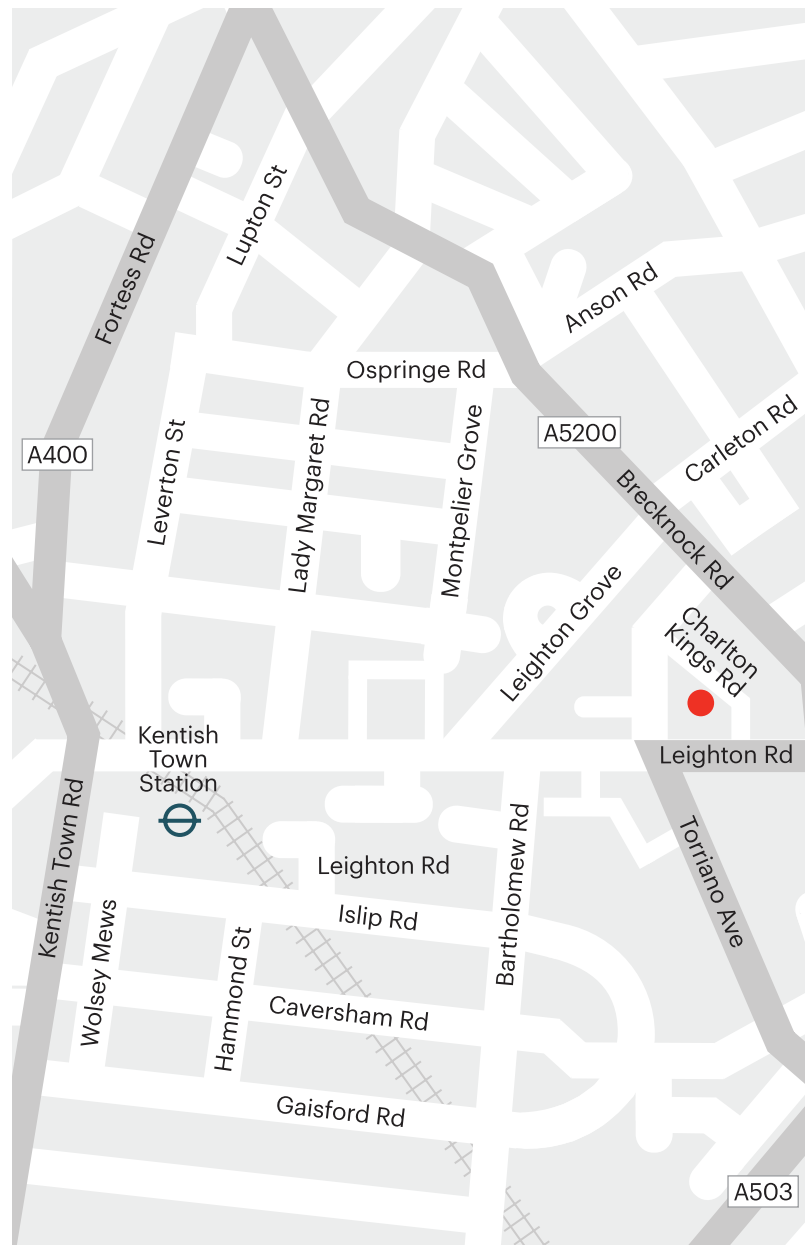 Lupton St
Fortess Rd
Anson Rd
Ospringe Rd
Carleton Rd
A5200
A400
Leverton St
Lady Margaret Rd
Montpelier Grove
Brecknock Rd
Leighton Grove
Charlton
Kings Rd
Kentish
Town
Station
Leighton Rd
Kentish Town Rd
Leighton Rd
Bartholomew Rd
Torriano Ave
Islip Rd
Wolsey Mews
Hammond St
Caversham Rd
Gaisford Rd
A503